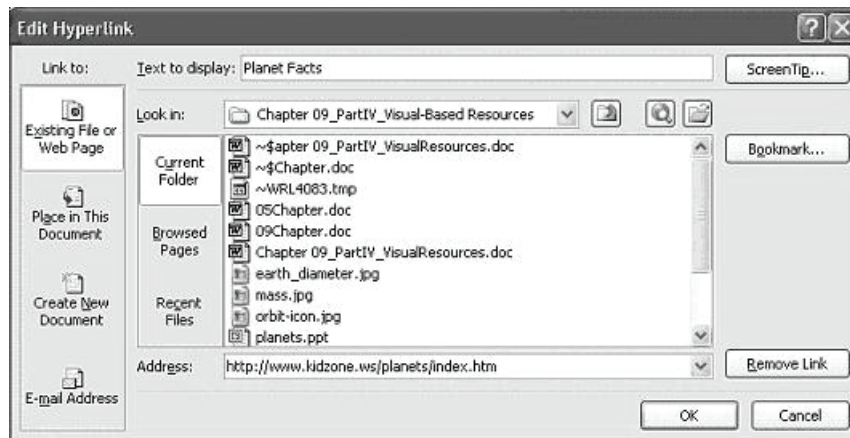 Edit Hyperlink
Link to:
Text to display: Planet Facts
ScreenTip...
Existing File or
Web Page
Look in:
Chapter 09_PartIV_Visual-Based Resources
Bookmark...
Current
Folder
~$apter 09_PartIV_VisualResources.doc
~$Chapter.doc
~WRL4083.tmp
05Chapter.doc
09Chapter.doc
Chapter 09_PartIV_VisualResources.doc
earth_diameter.jpg
mass.jpg
orbit-icon.jpg
planets.ppt
Place in This
Document
Browsed
Pages
Create New
Document
Recent
Files
Address: http://www.kidzone.ws/planets/index.htm
Remove Link
E-mail Address
OK
Cancel